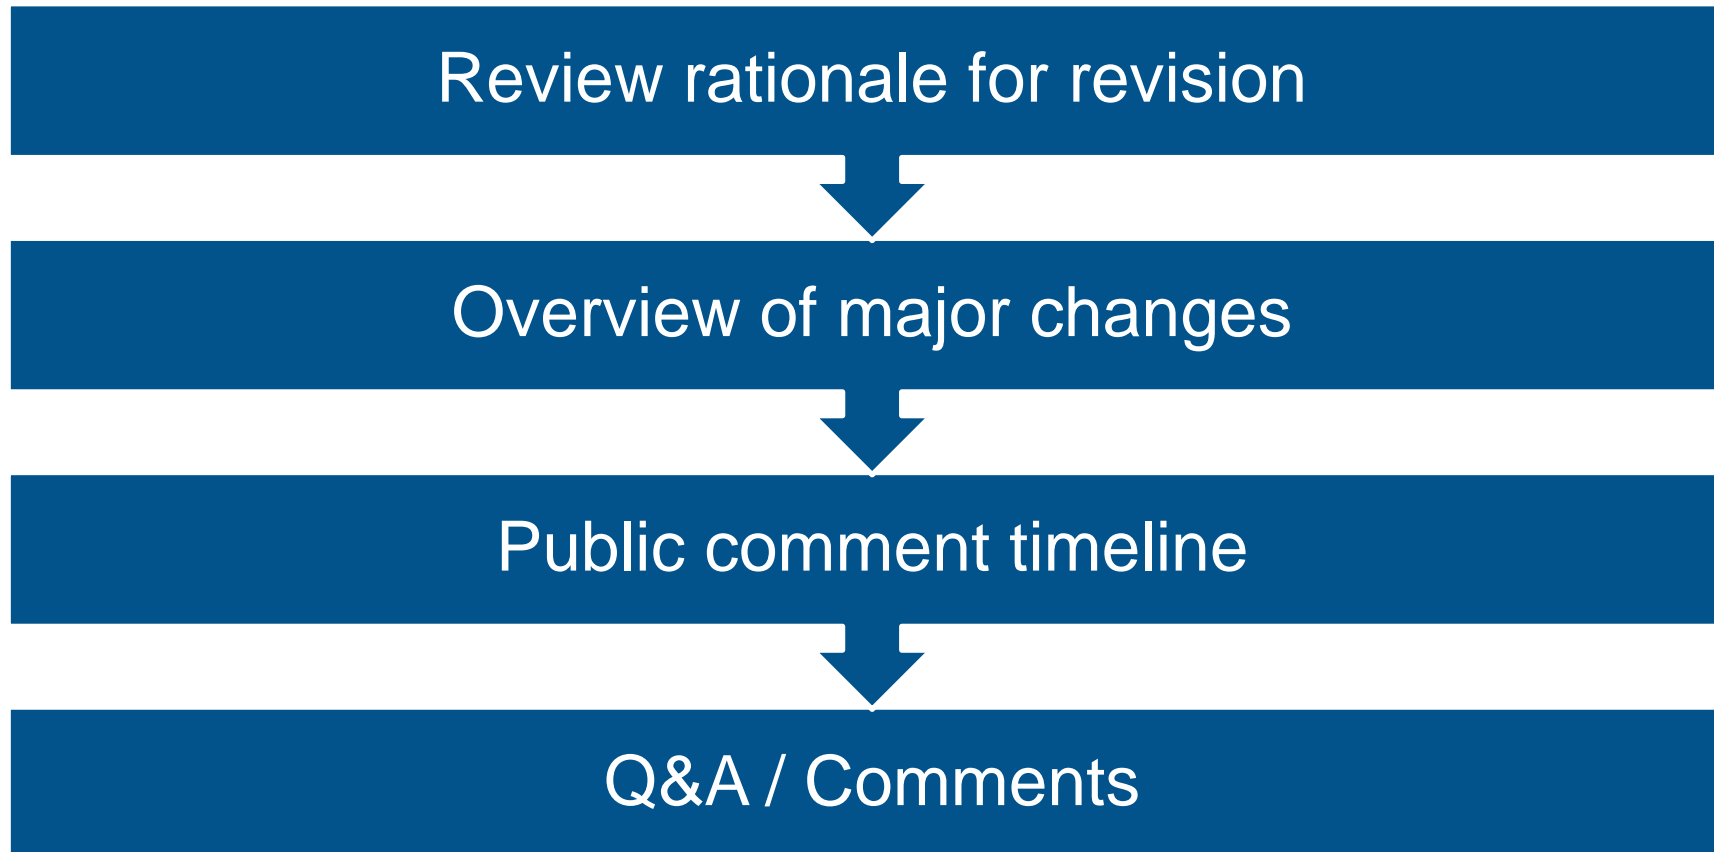 Review rationale for revision
Overview of major changes
Public comment timeline
Q&A / Comments